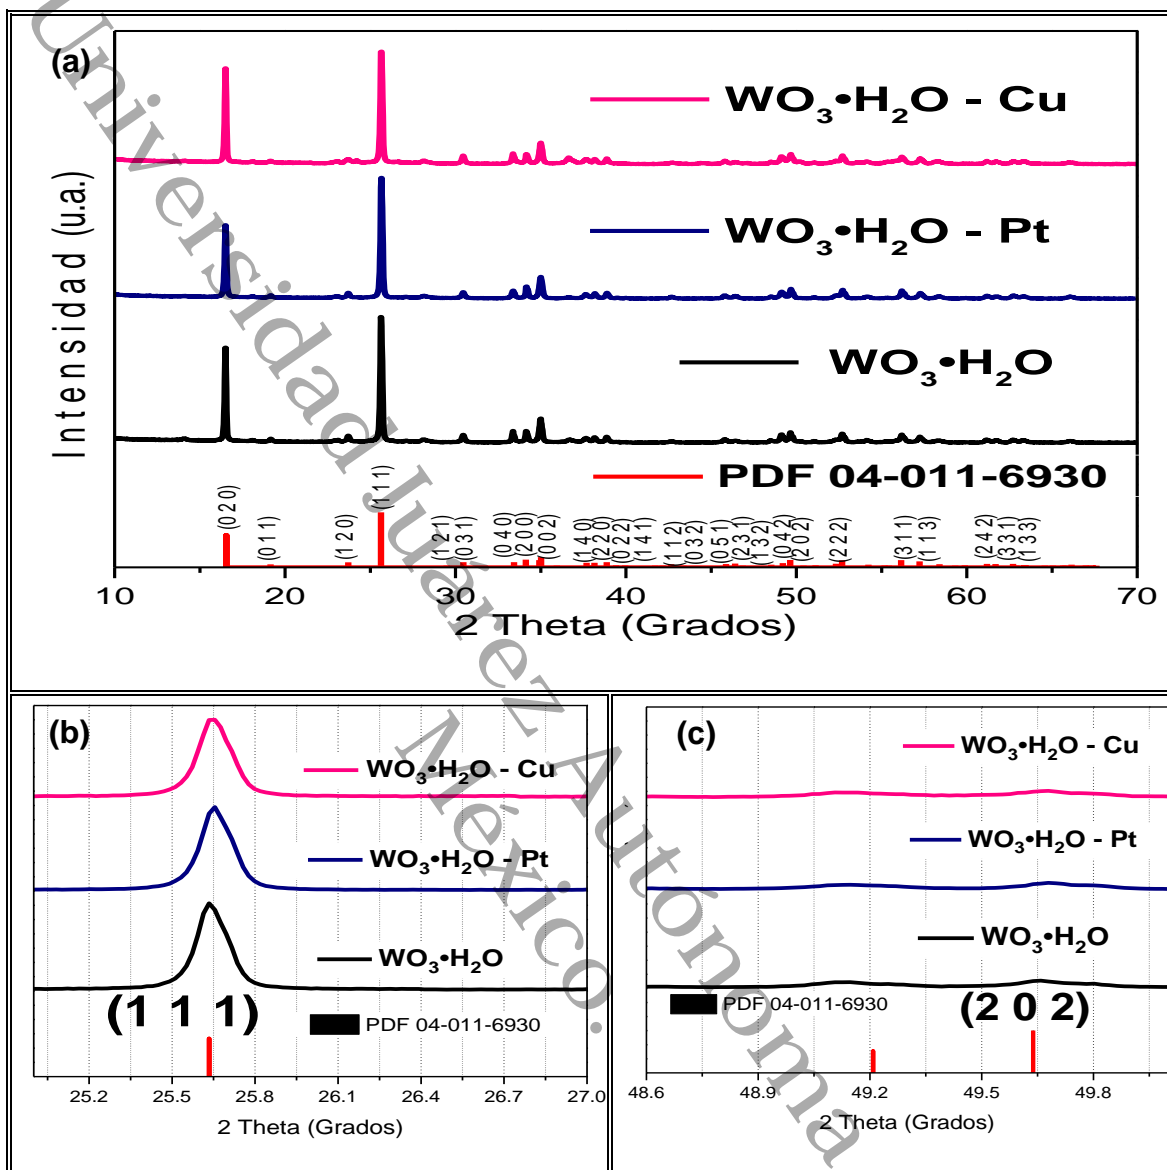 (a)
WO₃•H₂O - Cu
WO₃•H₂O - Pt
WO₃•H₂O
PDF 04-011-6930
Intensidad (u.a.)
(0 2 0)
(0 1 1)
(1 2 0)
(1 1 1)
(1 2 1)
(0 3 1)
(0 4 0)
(2 0 0)
(0 0 2)
(1 4 0)
(2 2 0)
(0 2 2)
(1 4 1)
(1 1 2)
(0 3 2)
(0 5 1)
(2 3 1)
(1 3 2)
(0 4 2)
(2 0 2)
(2 2 2)
(3 1 1)
(1 1 3)
(2 4 2)
(3 3 1)
(1 3 3)
10 20 30 40 50 60 70
2 Theta (Grados)
(b)
WO₃•H₂O - Cu
WO₃•H₂O - Pt
WO₃•H₂O
(1 1 1)
PDF 04-011-6930
25.2 25.5 25.8 26.1 26.4 26.7 27.0
2 Theta (Grados)
(c)
WO₃•H₂O - Cu
WO₃•H₂O - Pt
WO₃•H₂O
PDF 04-011-6930
(2 0 2)
48.6 48.9 49.2 49.5 49.8
2 Theta (Grados)
Universidad Juárez Autónoma
México.